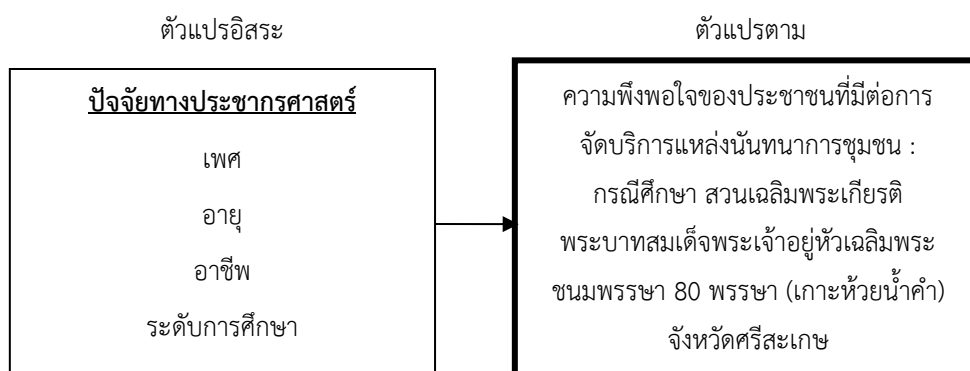 ตัวแปรอิสระ
ปัจจัยทางประชากรศาสตร์
เพศ
อายุ
อาชีพ
ระดับการศึกษา
ตัวแปรตาม
ความพึงพอใจของประชาชนที่มีต่อการ
จัดบริการแหล่งนันทนาการชุมชน :
กรณีศึกษา สวนเฉลิมพระเกียรติ
พระบาทสมเด็จพระเจ้าอยู่หัวเฉลิมพระ
ชนมพรรษา 80 พรรษา (เกาะห้วยน้ำคำ)
จังหวัดศรีสะเกษ